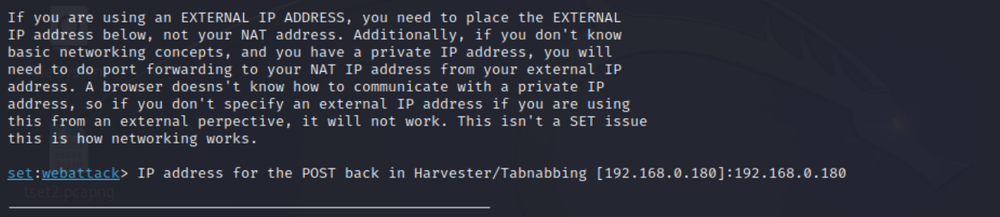 If you are using an EXTERNAL IP ADDRESS, you need to place the EXTERNAL
IP address below, not your NAT address. Additionally, if you don't know
basic networking concepts, and you have a private IP address, you will
need to do port forwarding to your NAT IP address from your external IP
address. A browser doesns't know how to communicate with a private IP
address, so if you don't specify an external IP address if you are using
this from an external perpective, it will not work. This isn't a SET issue
this is how networking works.
set:webattack> IP address for the POST back in Harvester/Tabnabbing [192.168.0.180]:192.168.0.180
tset2.pcapng